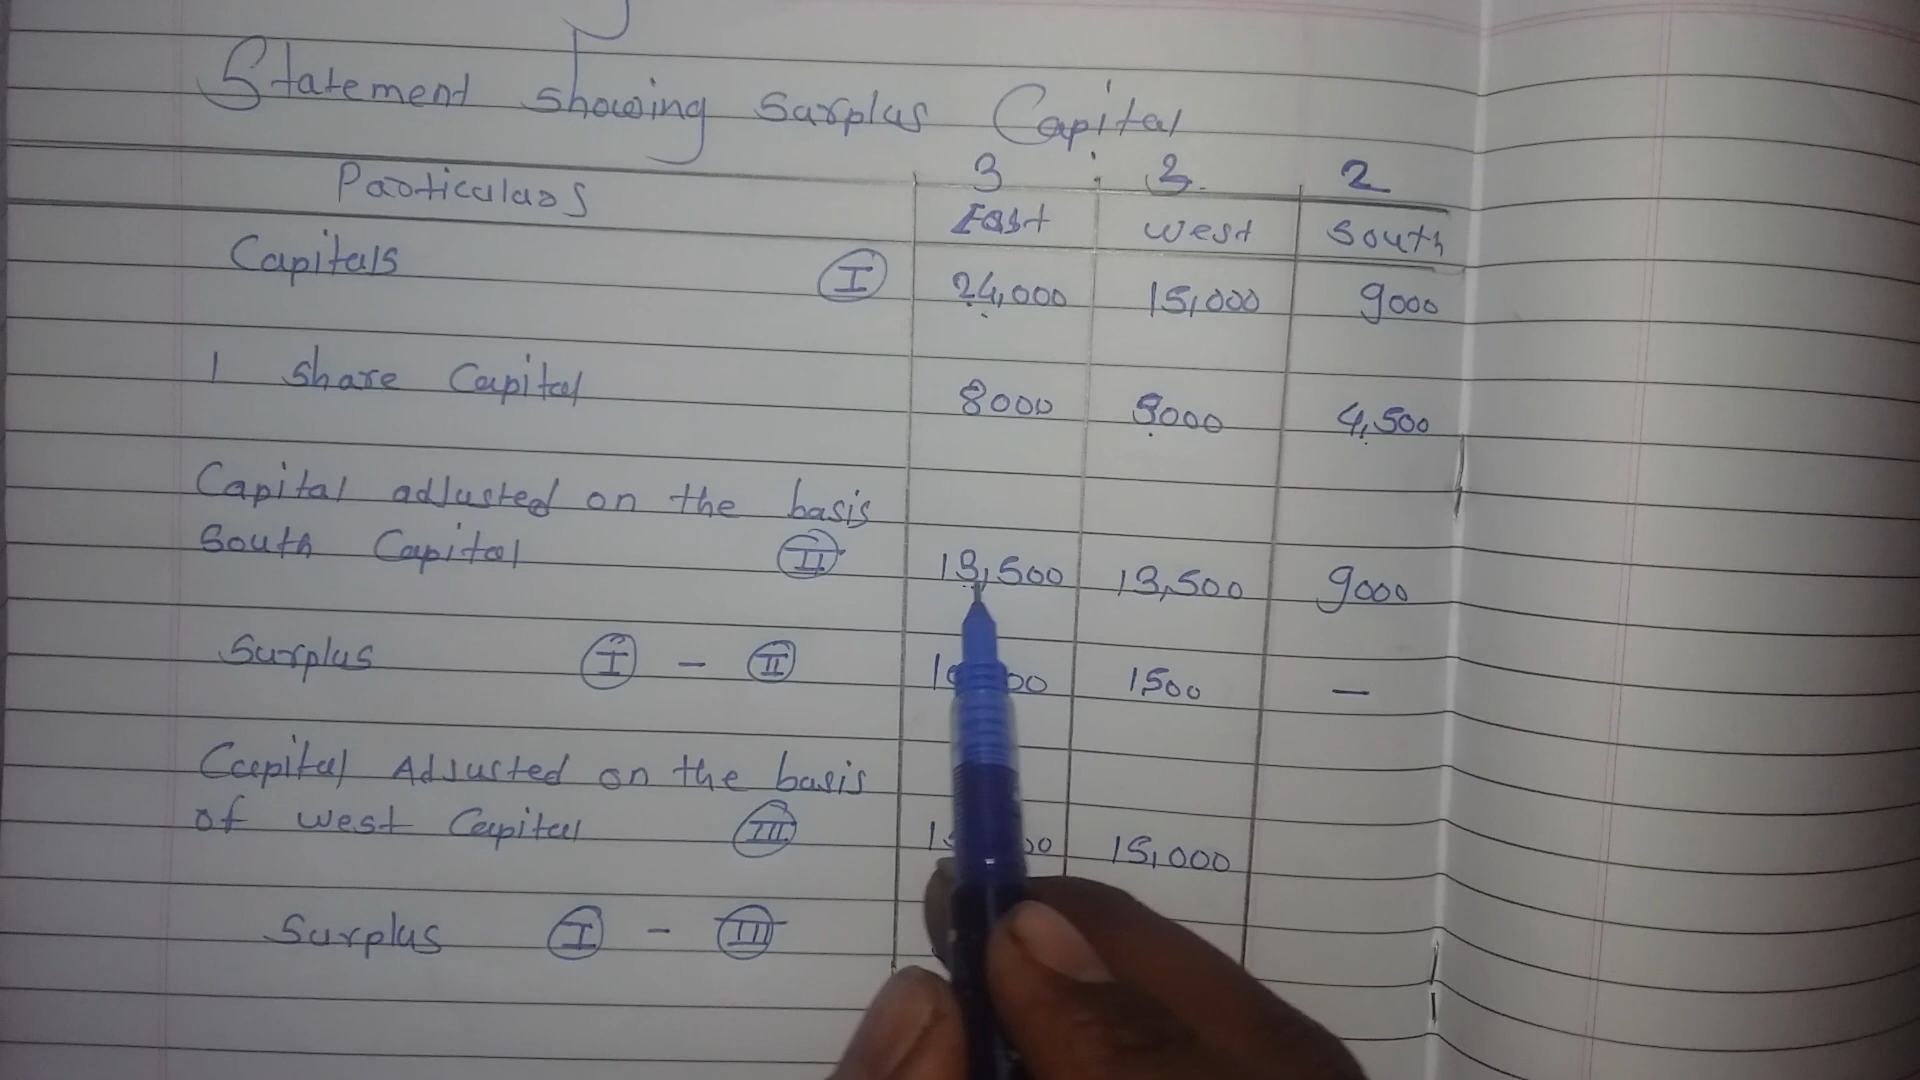 Statement showing Surplus Capital
3 : 3 2
Particulars East West South
Capitals I 24,000 15,000 9000
1 share Capital 8000 5000 4,500
Capital adjusted on the basis
South Capital II 13,500 13,500 9000
Surplus I - II 1500 —
Capital Adjusted on the basis
of West Capital III 15,000
Surplus I - III